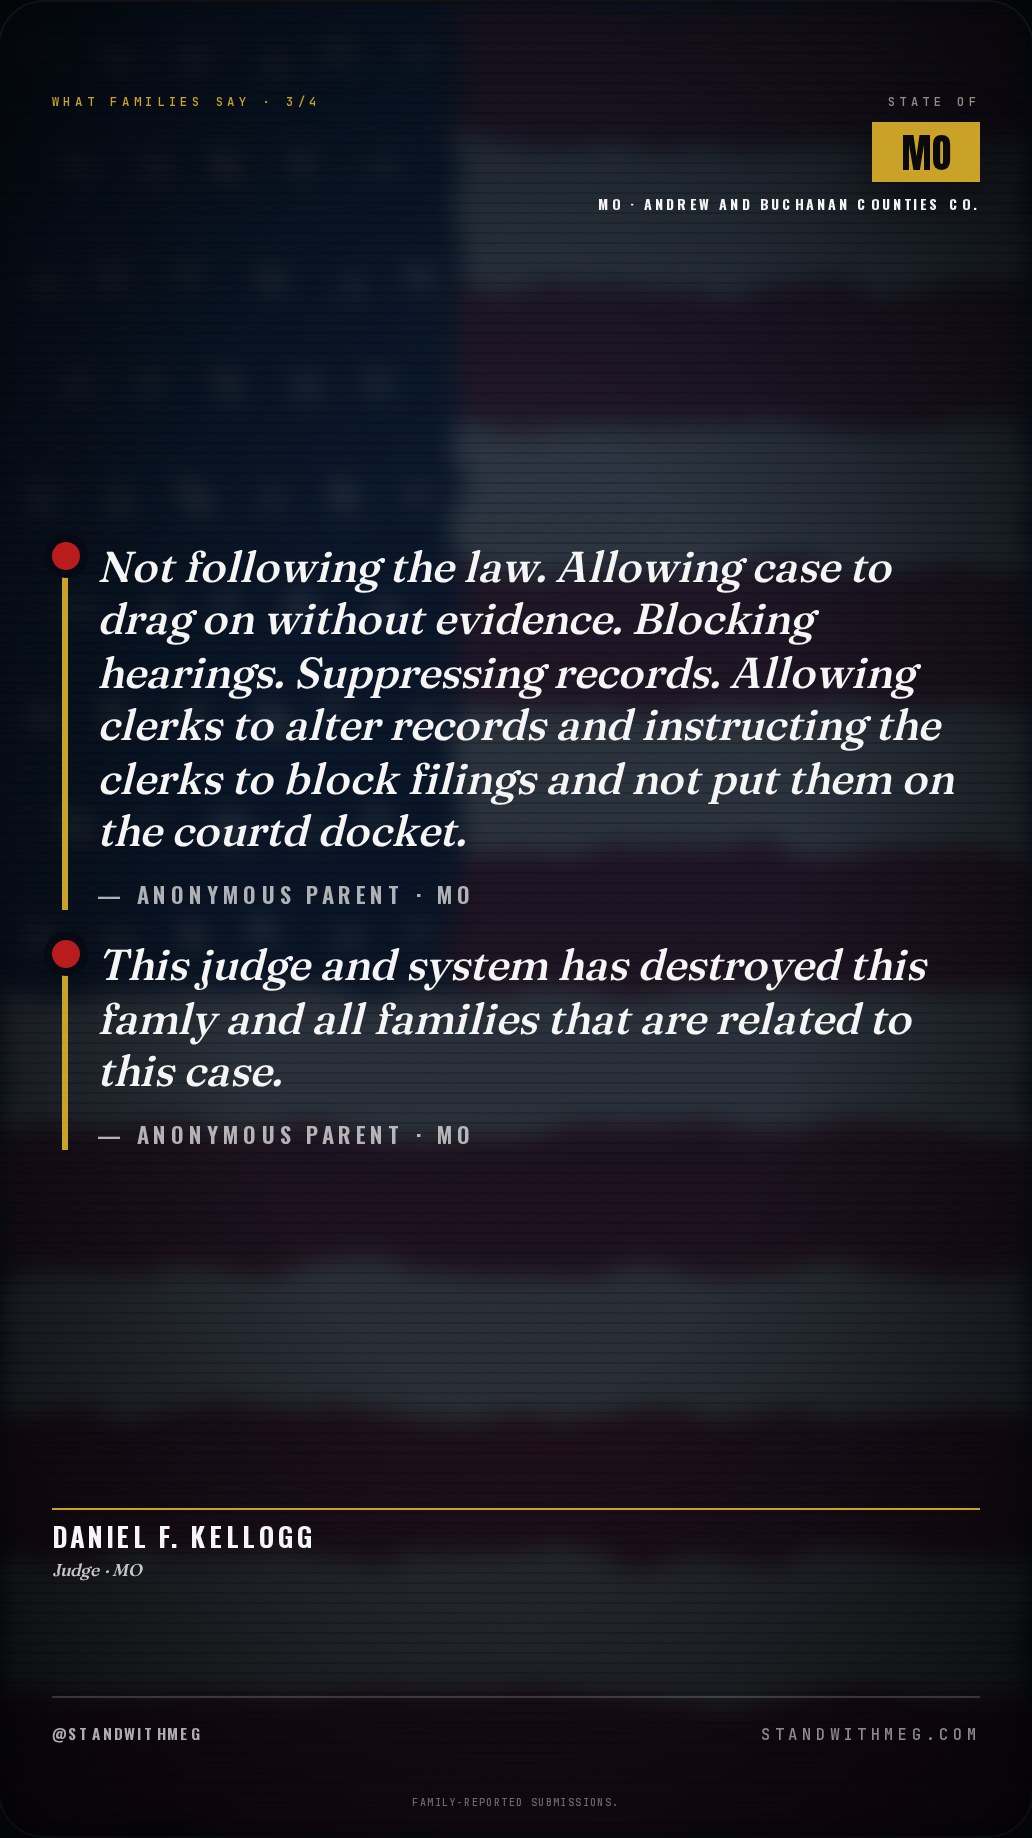 WHAT FAMILIES SAY · 3/4
STATE OF
MO
MO · ANDREW AND BUCHANAN COUNTIES CO.
Not following the law. Allowing case to
drag on without evidence. Blocking
hearings. Suppressing records. Allowing
clerks to alter records and instructing the
clerks to block filings and not put them on
the courtd docket.
— ANONYMOUS PARENT · MO
This judge and system has destroyed this
famly and all families that are related to
this case.
— ANONYMOUS PARENT · MO
DANIEL F. KELLOGG
Judge · MO
@STANDWITHMEG
STANDWITHMEG.COM
FAMILY-REPORTED SUBMISSIONS.